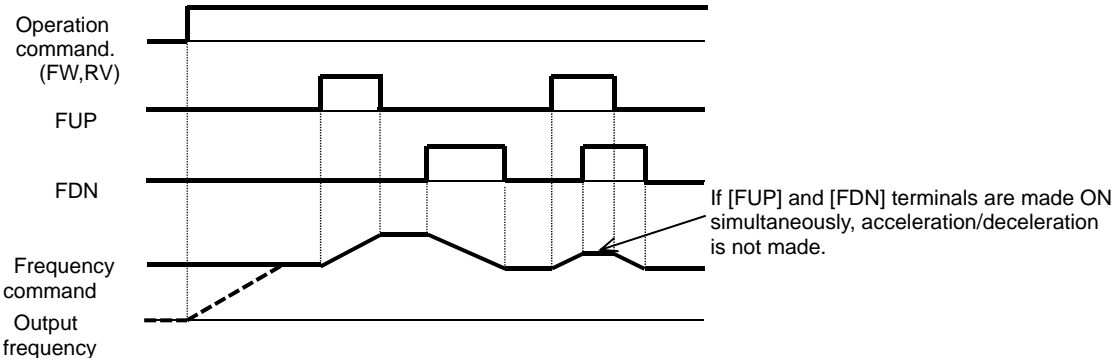 Operation
command.
(FW,RV)
FUP
FDN
If [FUP] and [FDN] terminals are made ON
simultaneously, acceleration/deceleration
is not made.
Frequency
command
Output
frequency